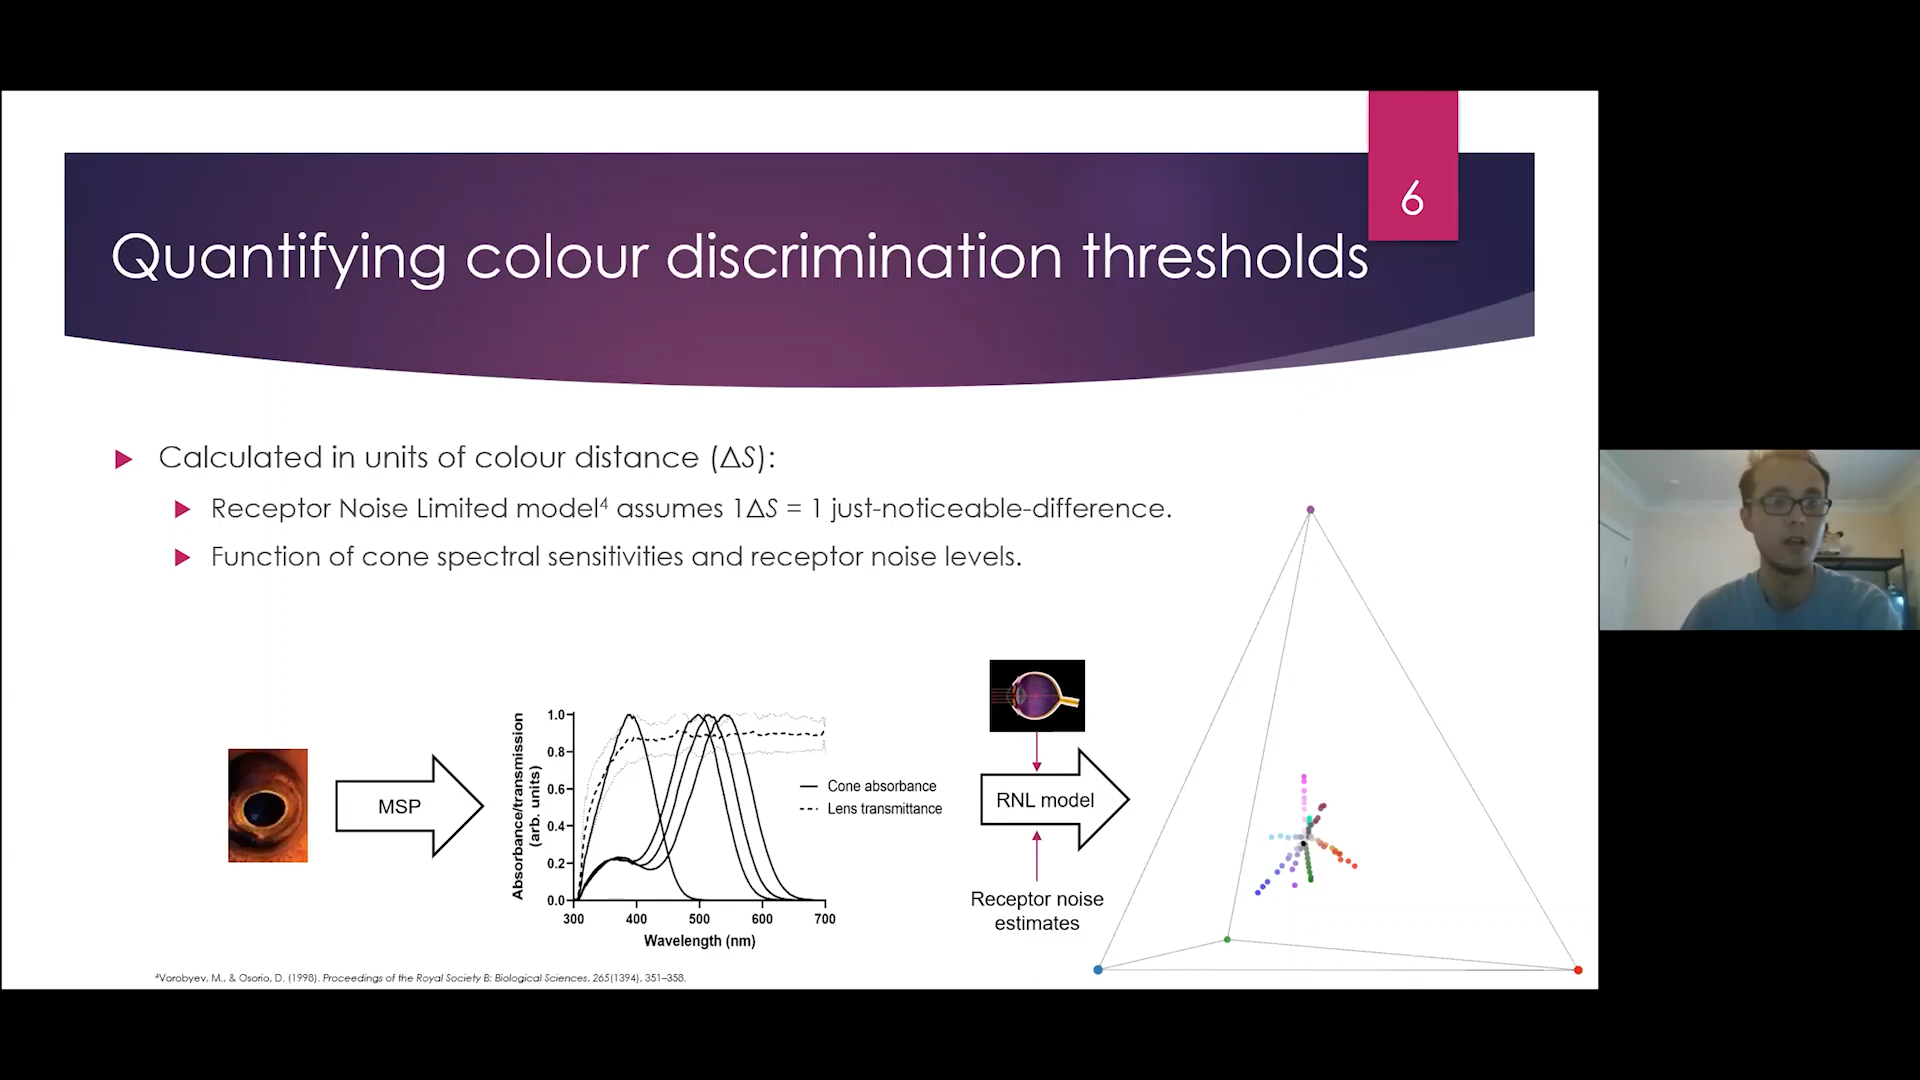 6
Quantifying colour discrimination thresholds
Calculated in units of colour distance (ΔS):
Receptor Noise Limited model⁴ assumes 1ΔS = 1 just-noticeable-difference.
Function of cone spectral sensitivities and receptor noise levels.
MSP
Absorbance/transmission
(arb. units)
1.0
0.8
0.6
0.4
0.2
0.0
300 400 500 600 700
Wavelength (nm)
Cone absorbance
Lens transmittance
RNL model
Receptor noise
estimates
⁴Vorobyev, M., & Osorio, D. (1998). Proceedings of the Royal Society B: Biological Sciences, 265(1394), 351–358.